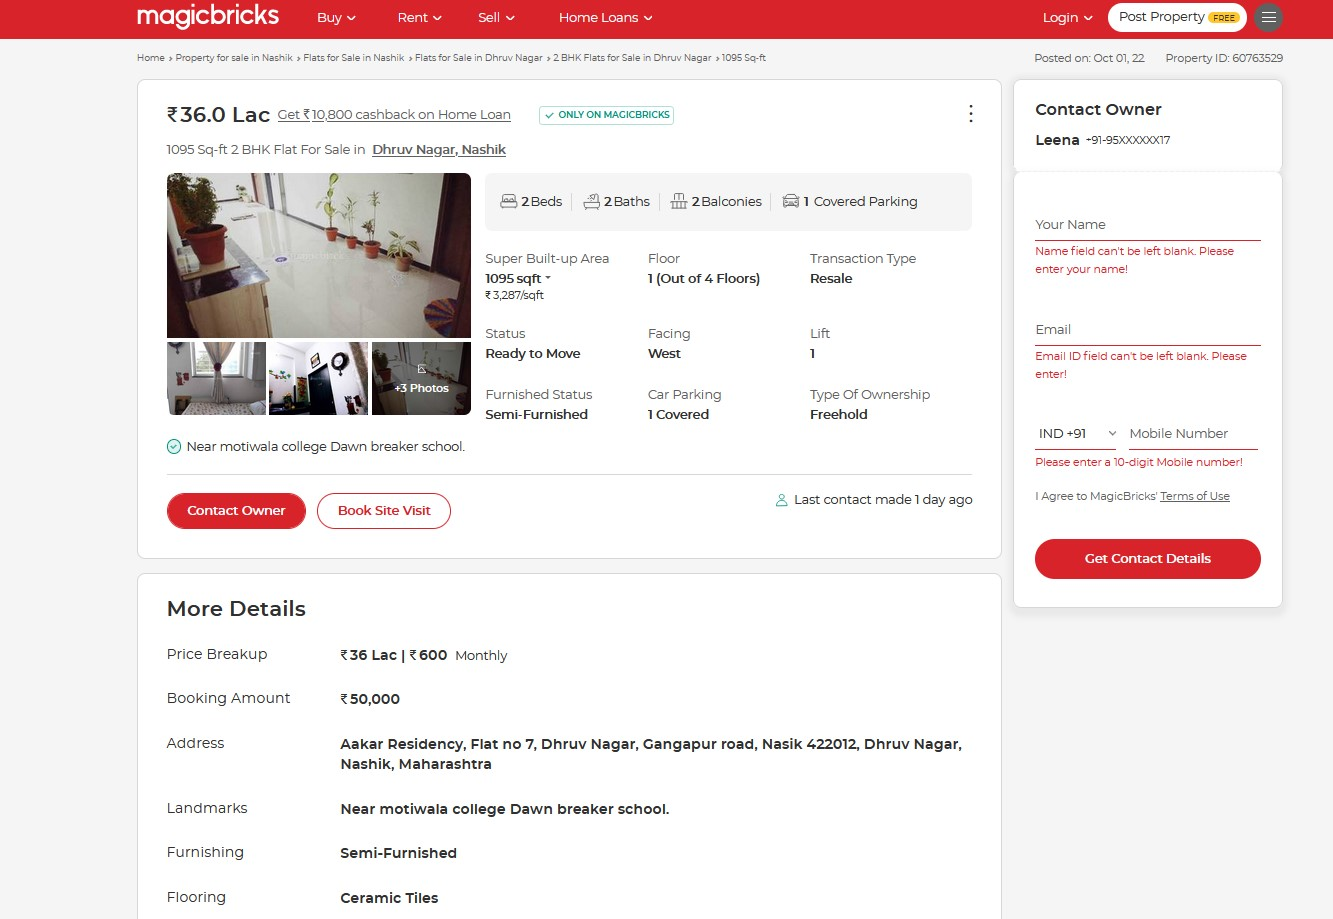 magicbricks
Buy
Rent
Sell
Home Loans
Login
Post Property FREE
Home › Property for sale in Nashik › Flats for Sale in Nashik › Flats for Sale in Dhruv Nagar › 2 BHK Flats for Sale in Dhruv Nagar › 1095 Sq-ft
Posted on: Oct 01, 22 Property ID: 60763529
₹36.0 Lac Get ₹10,800 cashback on Home Loan ONLY ON MAGICBRICKS
1095 Sq-ft 2 BHK Flat For Sale in Dhruv Nagar, Nashik
+3 Photos
2 Beds 2 Baths 2 Balconies 1 Covered Parking
Super Built-up Area
1095 sqft
₹3,287/sqft
Floor
1 (Out of 4 Floors)
Transaction Type
Resale
Status
Ready to Move
Facing
West
Lift
1
Furnished Status
Semi-Furnished
Car Parking
1 Covered
Type Of Ownership
Freehold
Near motiwala college Dawn breaker school.
Contact Owner
Book Site Visit
Last contact made 1 day ago
More Details
Price Breakup ₹36 Lac | ₹600 Monthly
Booking Amount ₹50,000
Address Aakar Residency, Flat no 7, Dhruv Nagar, Gangapur road, Nasik 422012, Dhruv Nagar,
Nashik, Maharashtra
Landmarks Near motiwala college Dawn breaker school.
Furnishing Semi-Furnished
Flooring Ceramic Tiles
Contact Owner
Leena +91-95XXXXXX17
Your Name
Name field can't be left blank. Please
enter your name!
Email
Email ID field can't be left blank. Please
enter!
IND +91 Mobile Number
Please enter a 10-digit Mobile number!
I Agree to MagicBricks' Terms of Use
Get Contact Details